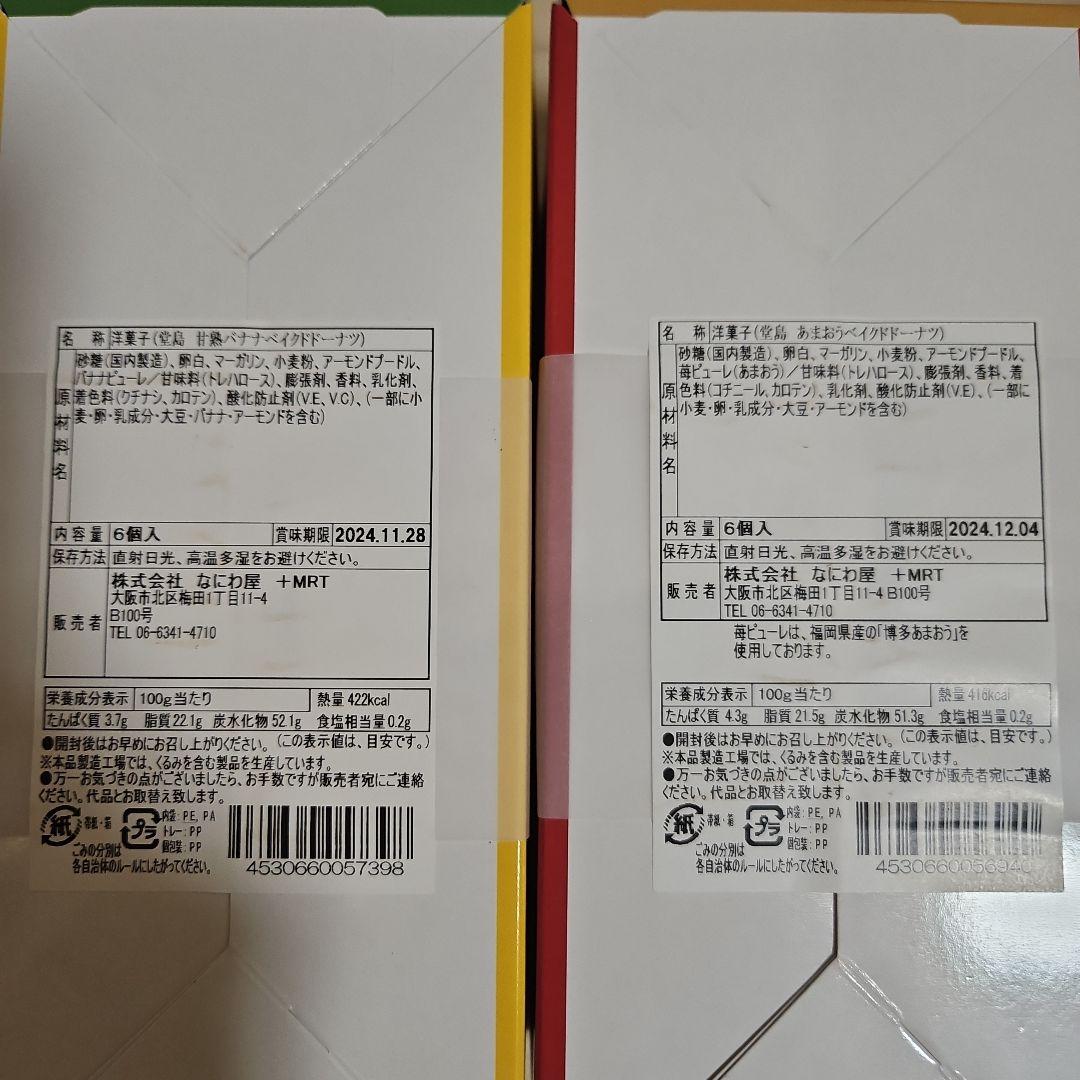 名 称 洋菓子(堂島 甘熟バナナベイクドドーナツ)
原材料名
砂糖(国内製造)、卵白、マーガリン、小麦粉、アーモンドプードル、
バナナピューレ／甘味料(トレハロース)、膨張剤、香料、乳化剤、
着色料(クチナシ、カロテン)、酸化防止剤(V.E、V.C)、(一部に小
麦・卵・乳成分・大豆・バナナ・アーモンドを含む)
内容量 6個入 賞味期限 2024.11.28
保存方法 直射日光、高温多湿をお避けください。
販売者
株式会社 なにわ屋 +MRT
大阪市北区梅田1丁目11-4
B100号
TEL 06-6341-4710
栄養成分表示 100g当たり 熱量 422kcal
たんぱく質 3.7g 脂質 22.1g 炭水化物 52.1g 食塩相当量 0.2g
●開封後はお早めにお召し上がりください。(この表示値は、目安です。)
※本品製造工場では、くるみを含む製品を生産しています。
●万一お気づきの点がございましたら、お手数ですが販売者宛にご連絡
ください。代品とお取替え致します。
紙 帯紙・箱
プラ
内袋:PE, PA
トレー:PP
個包装:PP
ごみの分別は
各自治体のルールにしたがってください。
4530660057398
名 称 洋菓子(堂島 あまおうベイクドドーナツ)
原材料名
砂糖(国内製造)、卵白、マーガリン、小麦粉、アーモンドプードル、
苺ピューレ(あまおう)／甘味料(トレハロース)、膨張剤、香料、着
色料(コチニール、カロテン)、乳化剤、酸化防止剤(V.E)、(一部に
小麦・卵・乳成分・大豆・アーモンドを含む)
内容量 6個入 賞味期限 2024.12.04
保存方法 直射日光、高温多湿をお避けください。
販売者
株式会社 なにわ屋 +MRT
大阪市北区梅田1丁目11-4 B100号
TEL 06-6341-4710
苺ピューレは、福岡県産の「博多あまおう」を
使用しております。
栄養成分表示 100g当たり 熱量 416kcal
たんぱく質 4.3g 脂質 21.5g 炭水化物 51.3g 食塩相当量 0.2g
●開封後はお早めにお召し上がりください。(この表示値は、目安です。)
※本品製造工場では、くるみを含む製品を生産しています。
●万一お気づきの点がございましたら、お手数ですが販売者宛にご連絡
ください。代品とお取替え致します。
紙 帯紙・箱
プラ
内袋:PE, PA
トレー:PP
個包装:PP
ごみの分別は
各自治体のルールにしたがってください。
4530660056940